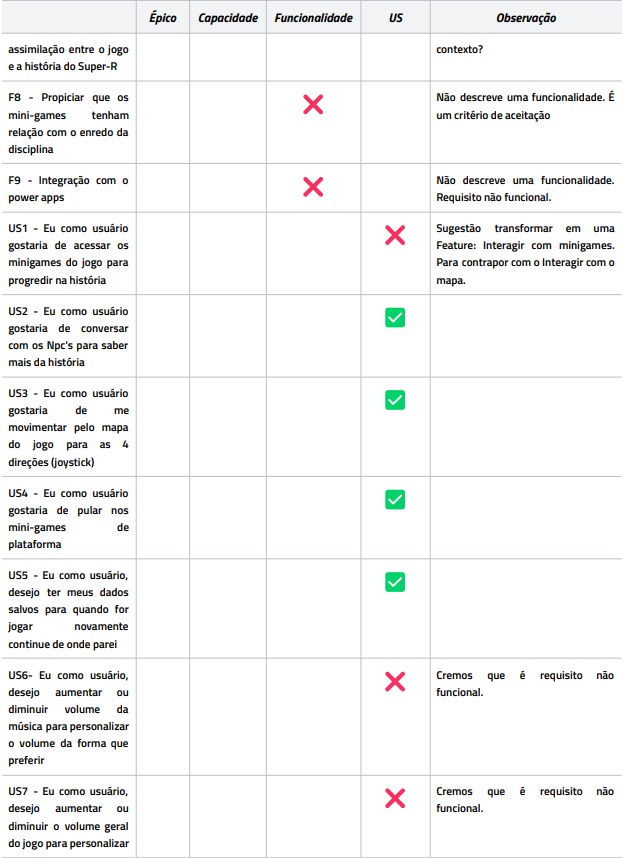 Épico Capacidade Funcionalidade US Observação
assimilação entre o jogo
e a história do Super-R
contexto?
F8 - Propiciar que os
mini-games tenham
relação com o enredo da
disciplina
Não descreve uma funcionalidade. É
um critério de aceitação
F9 - Integração com o
power apps
Não descreve uma funcionalidade.
Requisito não funcional.
US1 - Eu como usuário
gostaria de acessar os
minigames do jogo para
progredir na história
Sugestão transformar em uma
Feature: Interagir com minigames.
Para contrapor com o Interagir com o
mapa.
US2 - Eu como usuário
gostaria de conversar
com os Npc's para saber
mais da história
US3 - Eu como usuário
gostaria de me
movimentar pelo mapa
do jogo para as 4
direções (joystick)
US4 - Eu como usuário
gostaria de pular nos
mini-games de
plataforma
US5 - Eu como usuário,
desejo ter meus dados
salvos para quando for
jogar novamente
continue de onde parei
US6- Eu como usuário,
desejo aumentar ou
diminuir volume da
música para personalizar
o volume da forma que
preferir
Cremos que é requisito não
funcional.
US7 - Eu como usuário,
desejo aumentar ou
diminuir o volume geral
do jogo para personalizar
Cremos que é requisito não
funcional.